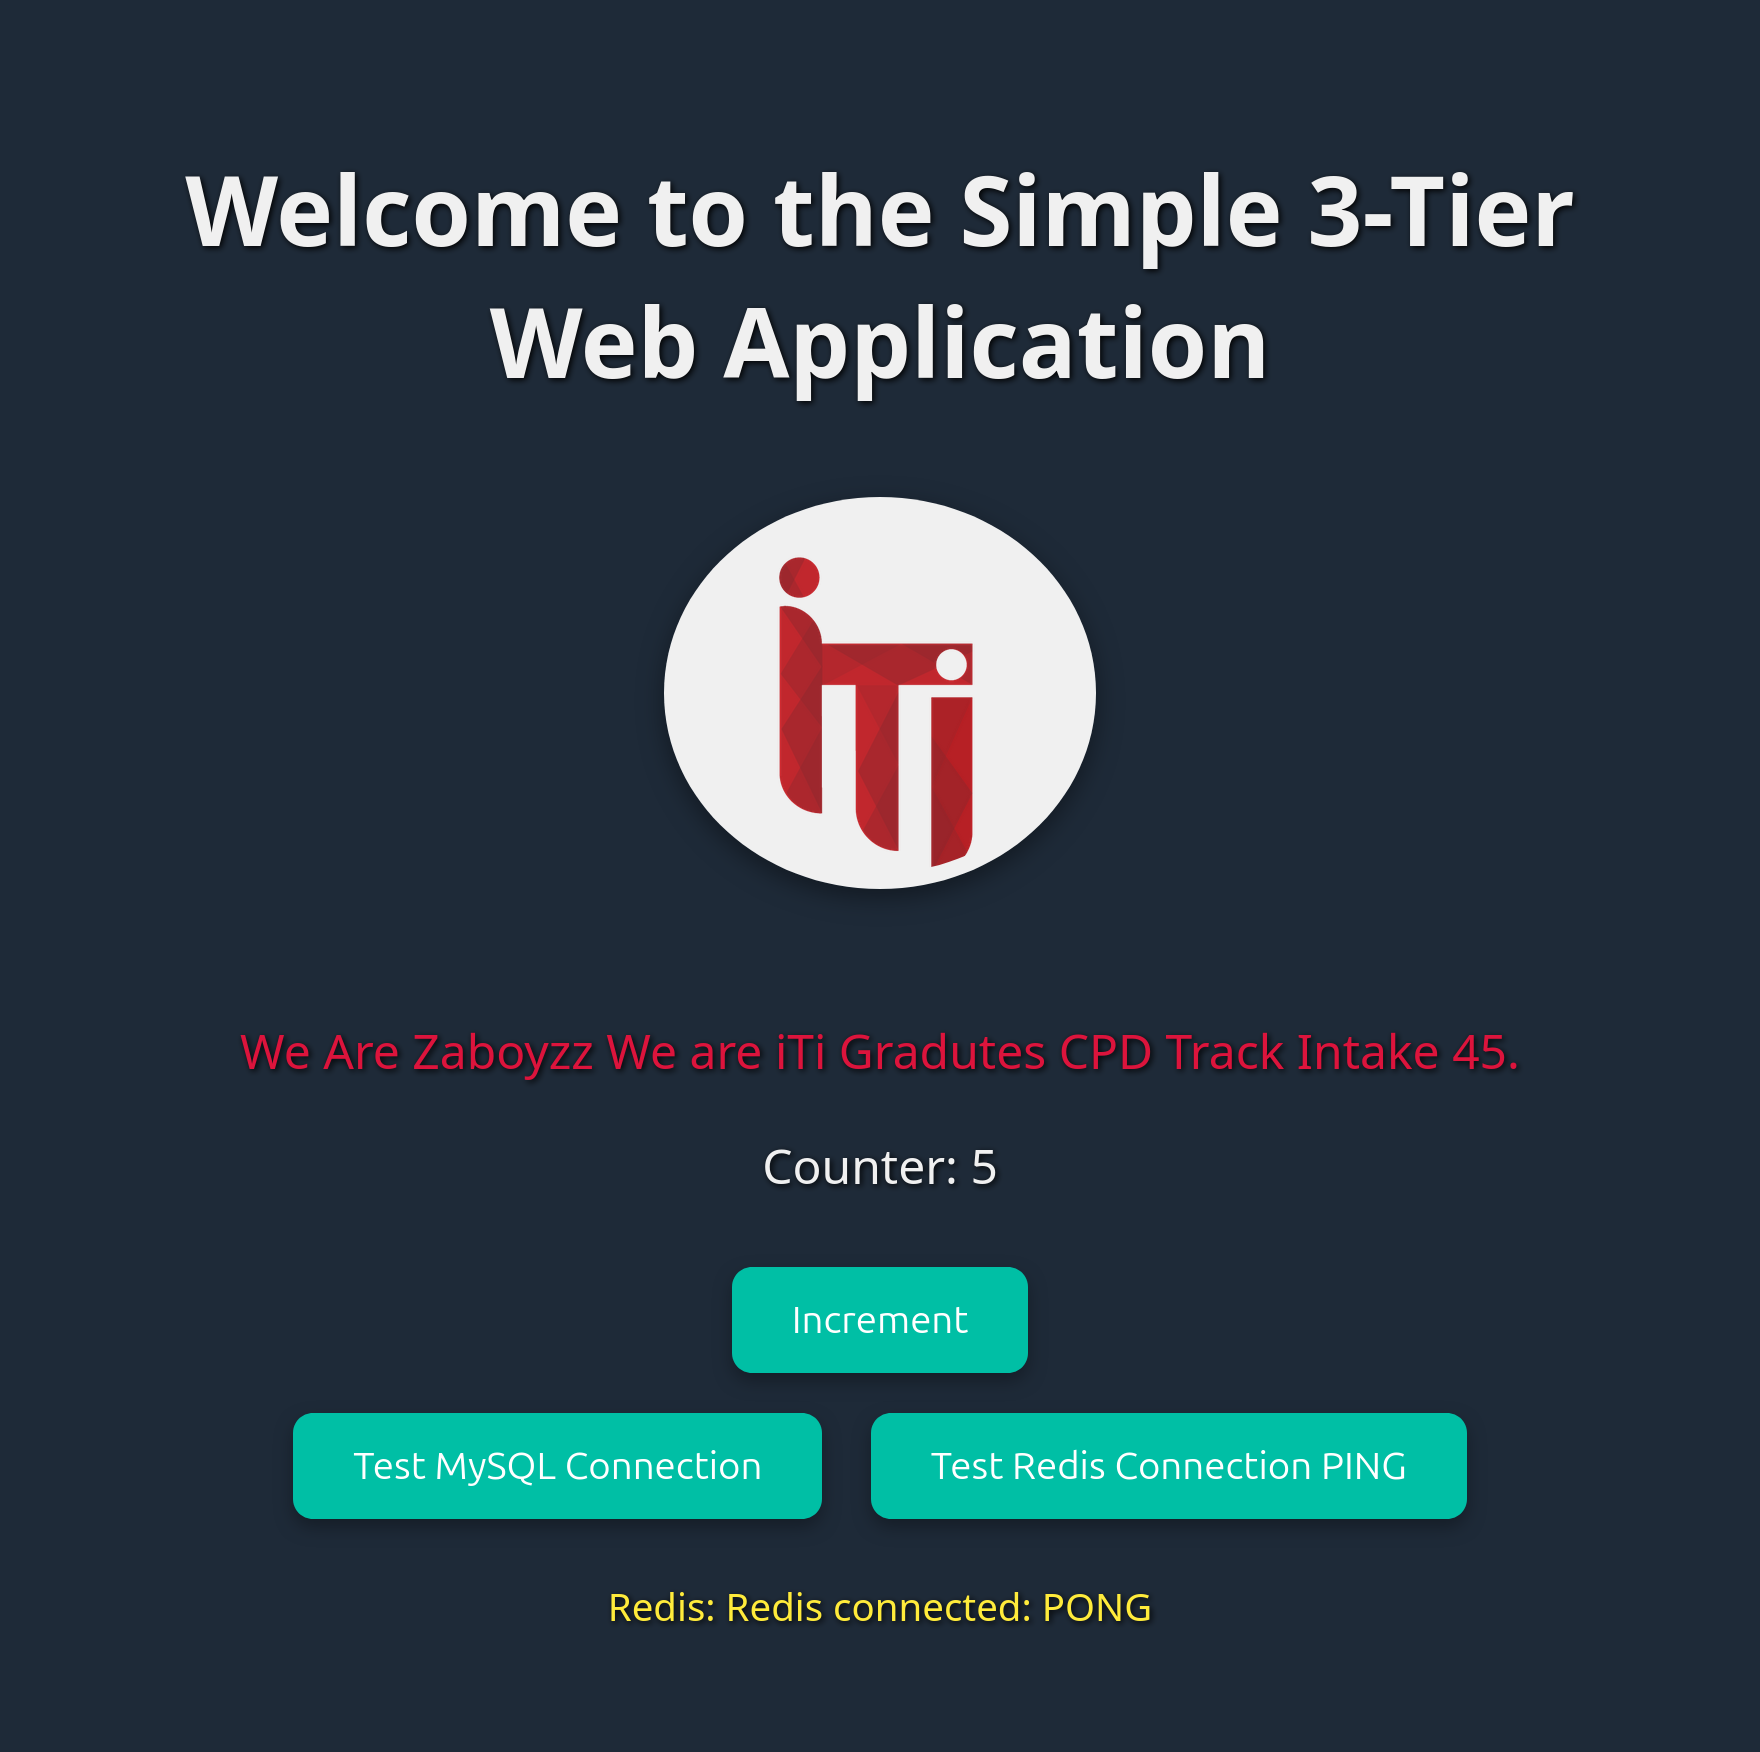 Welcome to the Simple 3-Tier
Web Application
iTi
We Are Zaboyzz We are iTi Gradutes CPD Track Intake 45.
Counter: 5
Increment
Test MySQL Connection
Test Redis Connection PING
Redis: Redis connected: PONG